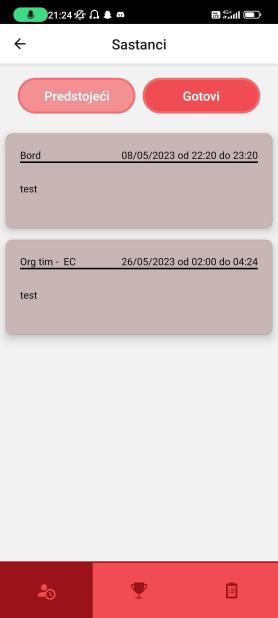 21:24
Sastanci
Predstojeći Gotovi
Bord 08/05/2023 od 22:20 do 23:20
test
Org tim - EC 26/05/2023 od 02:00 do 04:24
test